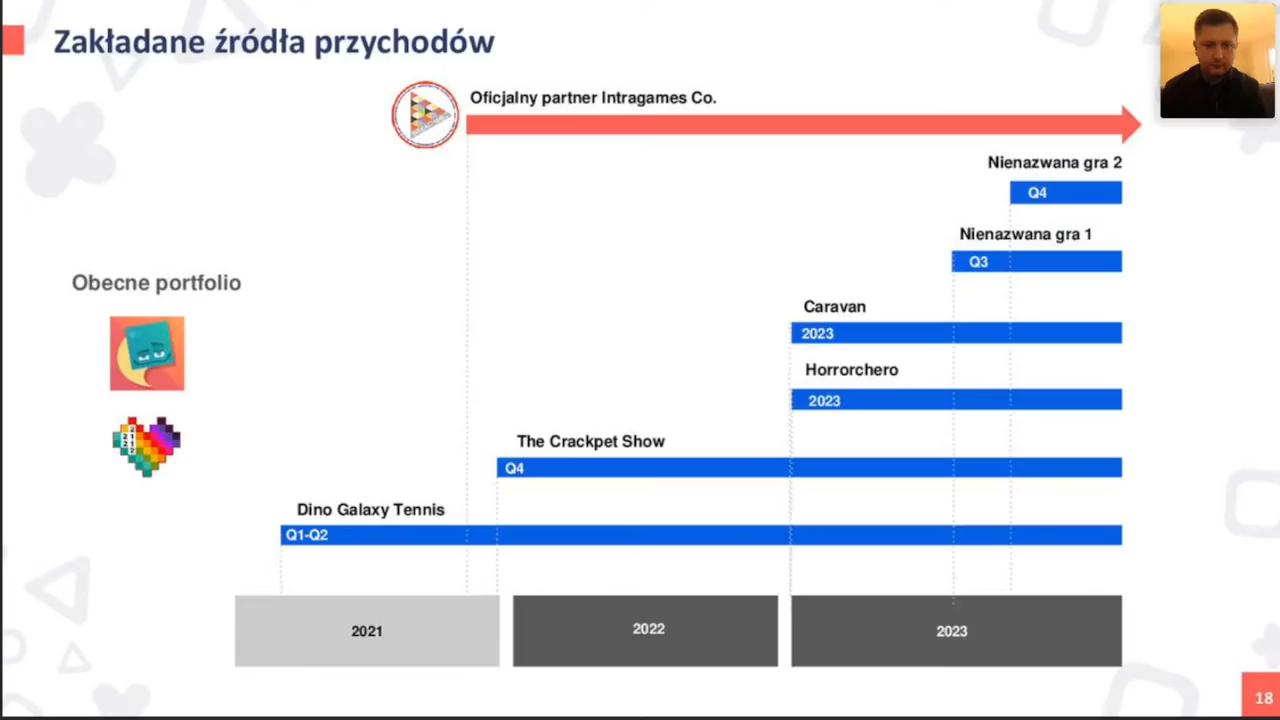 Zakładane źródła przychodów
Oficjalny partner Intragames Co.
Nienazwana gra 2
Q4
Nienazwana gra 1
Q3
Obecne portfolio
Caravan
2023
Horrorchero
2023
The Crackpet Show
Q4
Dino Galaxy Tennis
Q1-Q2
2021
2022
2023
18